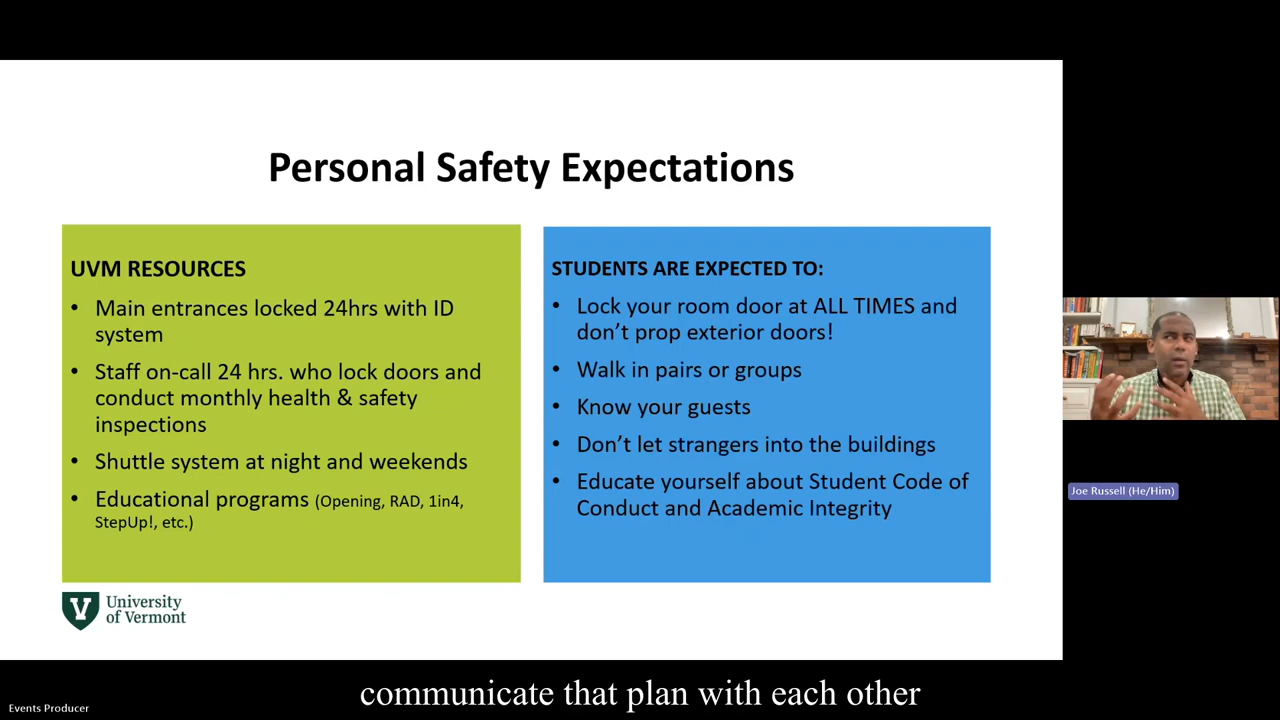 Personal Safety Expectations
UVM RESOURCES
• Main entrances locked 24hrs with ID
system
• Staff on-call 24 hrs. who lock doors and
conduct monthly health & safety
inspections
• Shuttle system at night and weekends
• Educational programs (Opening, RAD, 1in4,
StepUp!, etc.)
STUDENTS ARE EXPECTED TO:
• Lock your room door at ALL TIMES and
don’t prop exterior doors!
• Walk in pairs or groups
• Know your guests
• Don’t let strangers into the buildings
• Educate yourself about Student Code of
Conduct and Academic Integrity
University
of Vermont
Joe Russell (He/Him)
communicate that plan with each other
Events Producer